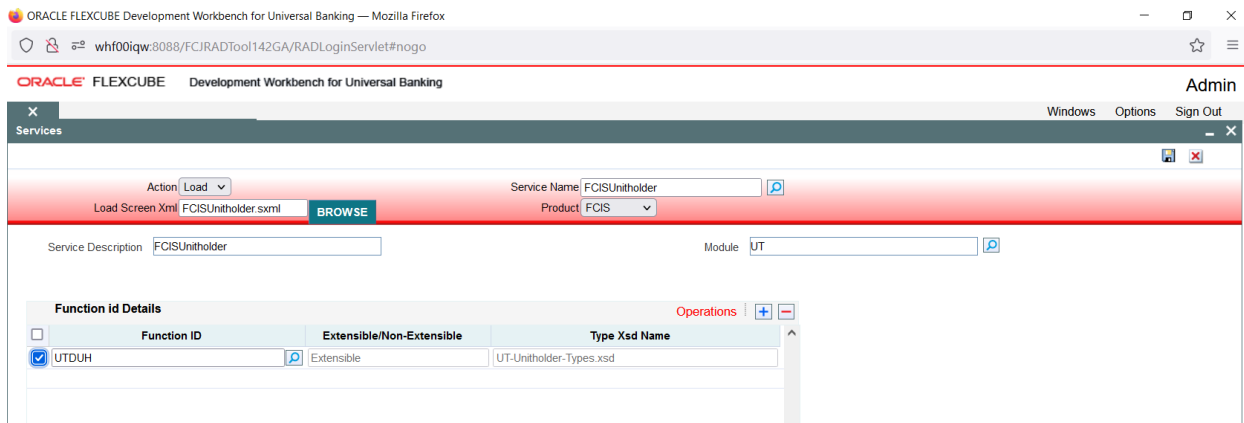 ORACLE FLEXCUBE Development Workbench for Universal Banking — Mozilla Firefox
whf00iqw:8088/FCJRADTool142GA/RADLoginServlet#nogo
ORACLE FLEXCUBE Development Workbench for Universal Banking Admin
Windows Options Sign Out
Services
Action Load Service Name FCISUnitholder
Load Screen Xml FCISUnitholder.sxml BROWSE Product FCIS
Service Description FCISUnitholder Module UT
Function id Details Operations
Function ID Extensible/Non-Extensible Type Xsd Name
UTDUH Extensible UT-Unitholder-Types.xsd